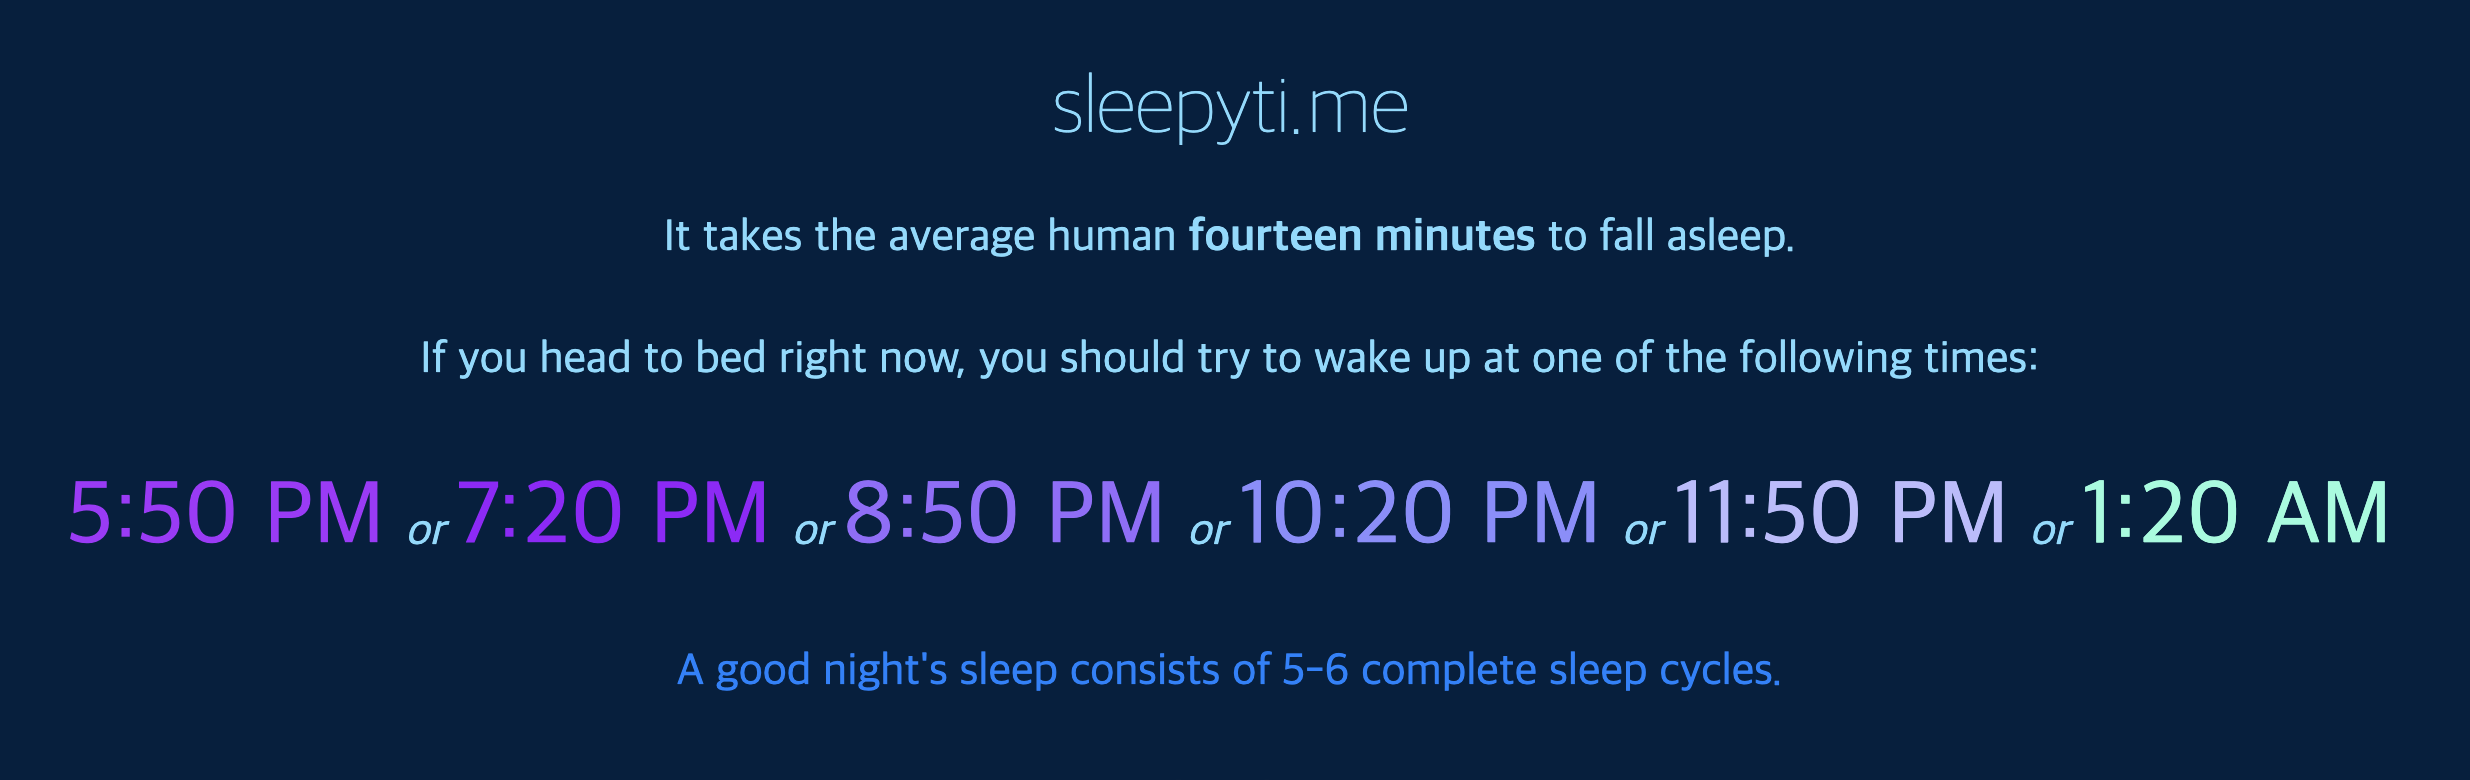 sleepyti.me
It takes the average human fourteen minutes to fall asleep.
If you head to bed right now, you should try to wake up at one of the following times:
5:50 PM or 7:20 PM or 8:50 PM or 10:20 PM or 11:50 PM or 1:20 AM
A good night's sleep consists of 5-6 complete sleep cycles.